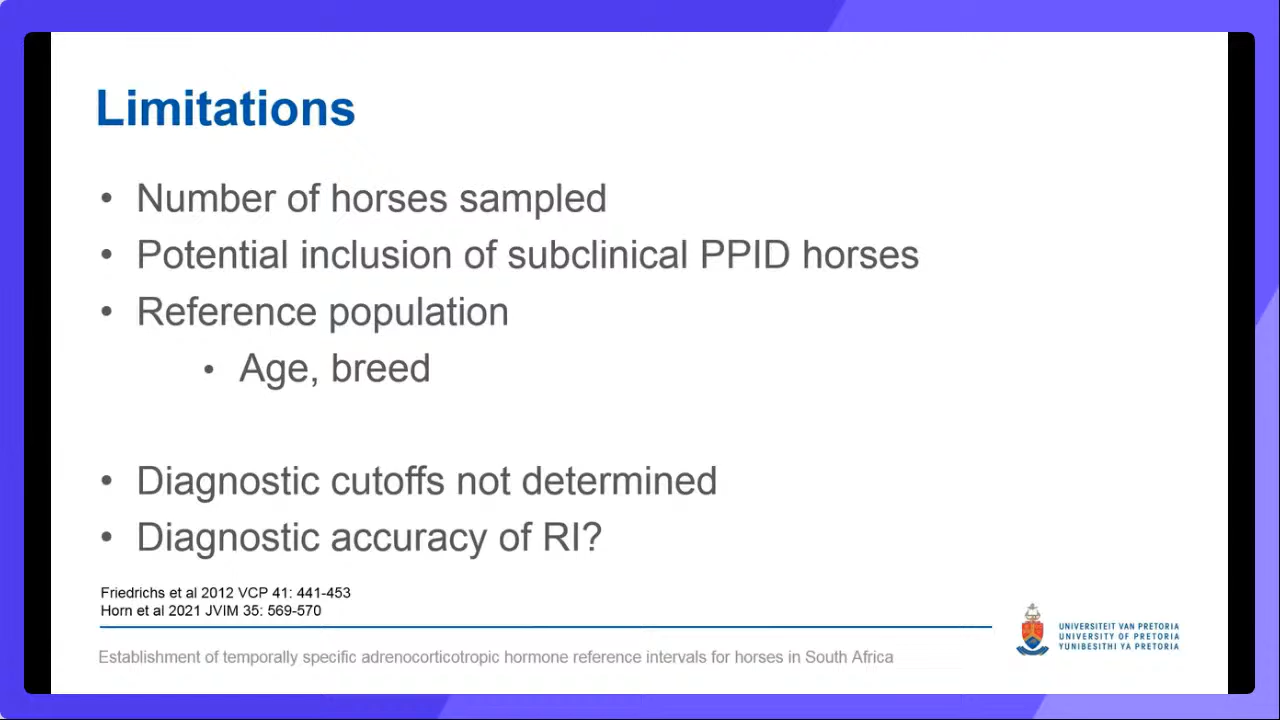 Limitations
• Number of horses sampled
• Potential inclusion of subclinical PPID horses
• Reference population
• Age, breed
• Diagnostic cutoffs not determined
• Diagnostic accuracy of RI?
Friedrichs et al 2012 VCP 41: 441-453
Horn et al 2021 JVIM 35: 569-570
Establishment of temporally specific adrenocorticotropic hormone reference intervals for horses in South Africa
UNIVERSITEIT VAN PRETORIA
UNIVERSITY OF PRETORIA
YUNIBESITHI YA PRETORIA